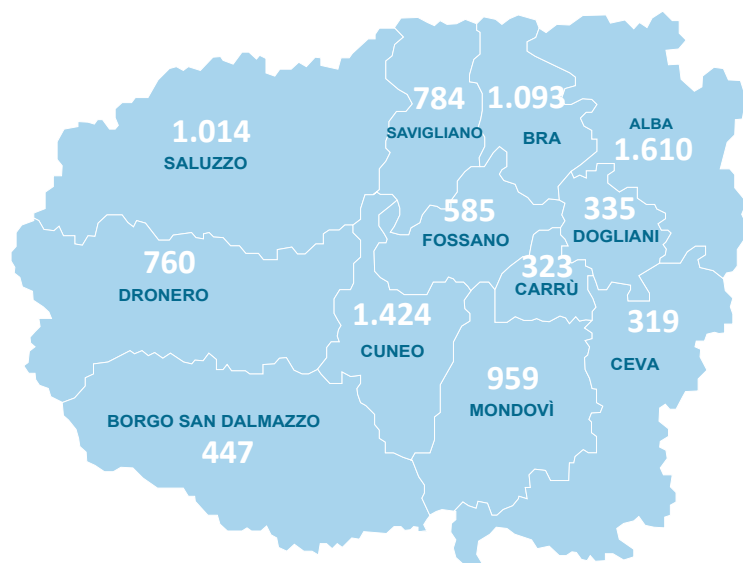 784
SAVIGLIANO
1.093
BRA
ALBA
1.610
1.014
SALUZZO
585
FOSSANO
335
DOGLIANI
760
DRONERO
323
CARRÙ
1.424
CUNEO
319
CEVA
959
MONDOVÌ
BORGO SAN DALMAZZO
447